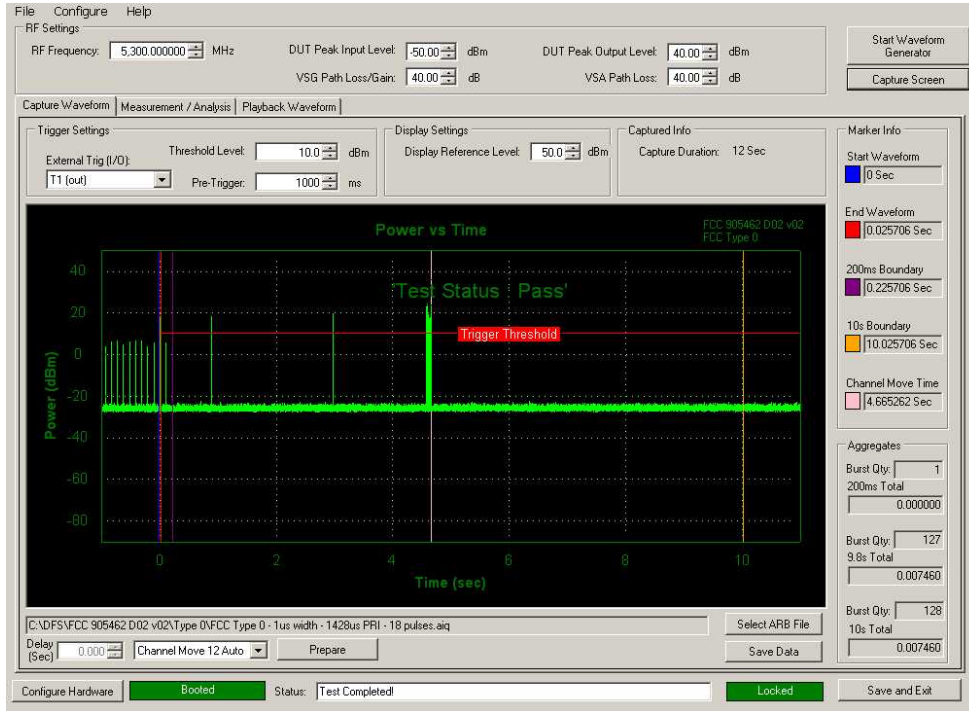 File Configure Help
RF Settings
RF Frequency: 5,300.000000 MHz
DUT Peak Input Level: -50.00 dBm
DUT Peak Output Level: 40.00 dBm
VSG Path Loss/Gain: 40.00 dB
VSA Path Loss: 40.00 dB
Start Waveform Generator
Capture Screen
Capture Waveform Measurement / Analysis Playback Waveform
Trigger Settings
External Trig (I/O):
T1 (out)
Threshold Level: 10.0 dBm
Pre-Trigger: 1000 ms
Display Settings
Display Reference Level: 50.0 dBm
Captured Info
Capture Duration: 12 Sec
Marker Info
Start Waveform
0 Sec
End Waveform
0.025706 Sec
200ms Boundary
0.225706 Sec
10s Boundary
10.025706 Sec
Channel Move Time
4.665262 Sec
Power vs Time
FCC 905462 D02 v02
FCC Type 0
'Test Status : Pass'
Trigger Threshold
Power (dBm)
40
20
0
-20
-40
-60
-80
0 2 4 6 8 10
Time (sec)
Aggregates
Burst Qty: 1
200ms Total
0.000000
Burst Qty: 127
9.8s Total
0.007460
Burst Qty: 128
10s Total
0.007460
C:\DFS\FCC 905462 D02 v02\Type 0\FCC Type 0 - 1us width - 1428us PRI - 18 pulses.aiq
Select ARB File
Delay (Sec) 0.000 Channel Move 12 Auto Prepare
Save Data
Configure Hardware Booted Status: Test Completed! Locked Save and Exit